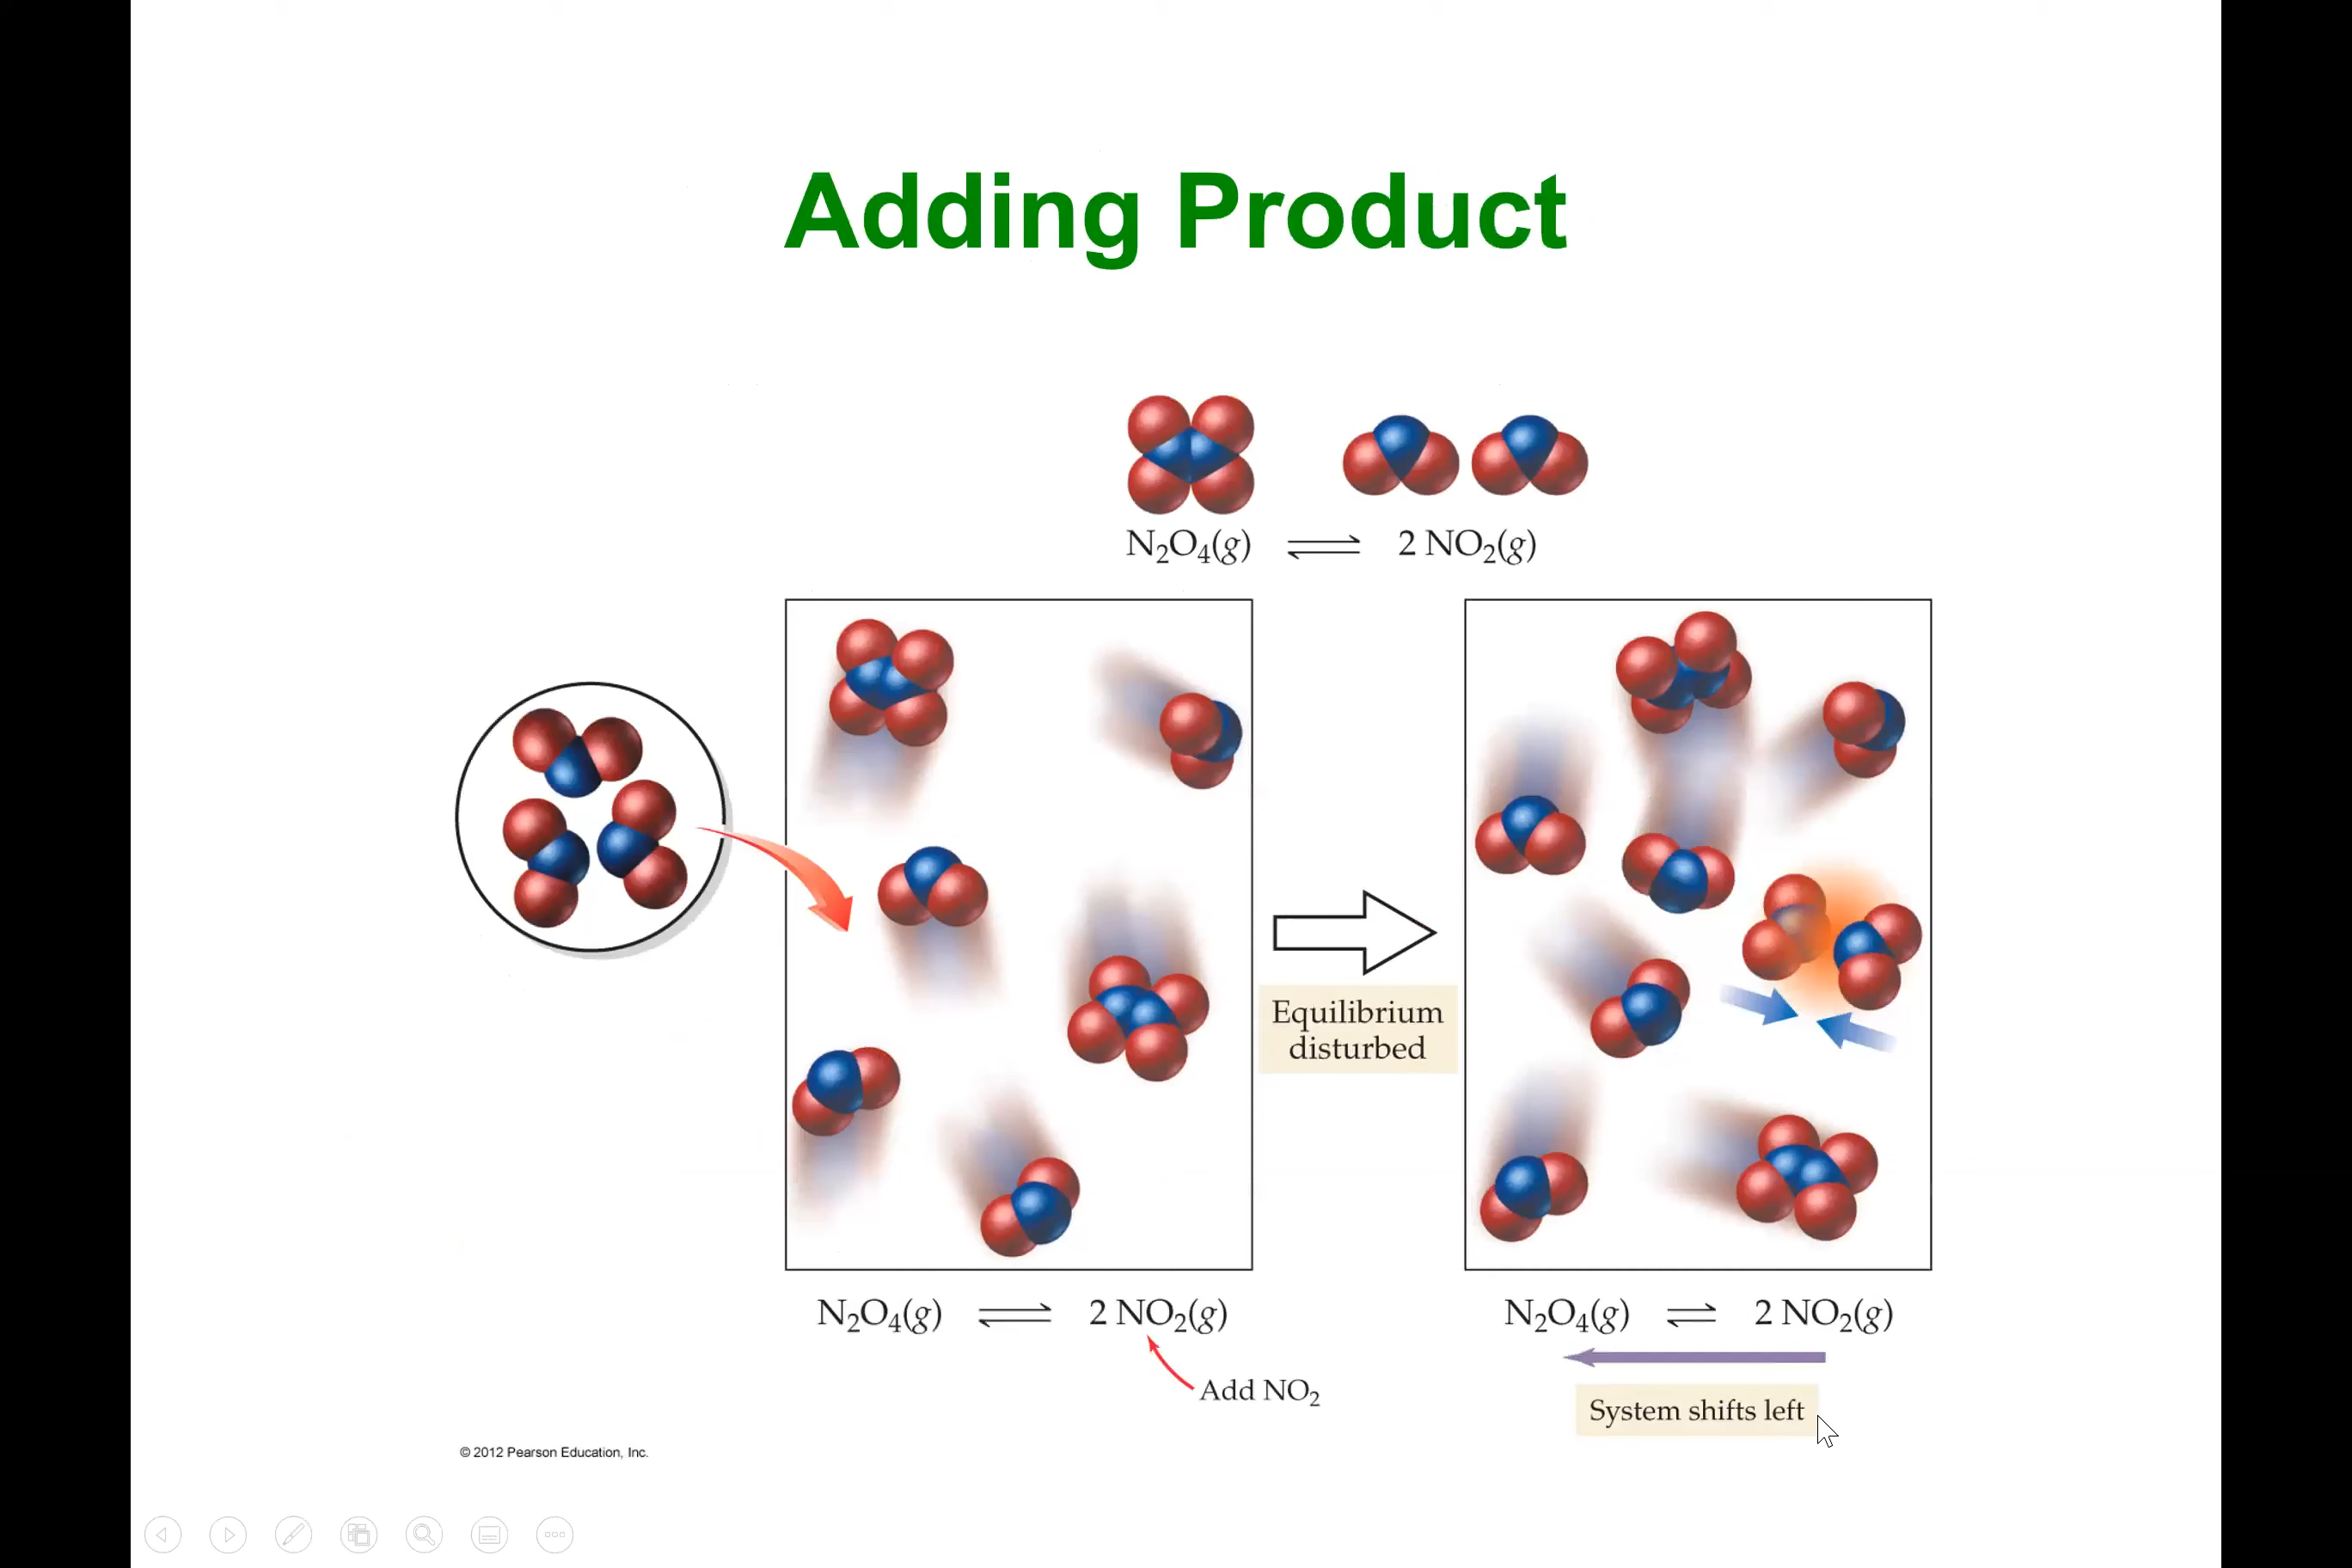 Adding Product
N₂O₄(g) ⇌ 2 NO₂(g)
Equilibrium
disturbed
N₂O₄(g) ⇌ 2 NO₂(g)
Add NO₂
N₂O₄(g) ⇌ 2 NO₂(g)
System shifts left
© 2012 Pearson Education, Inc.